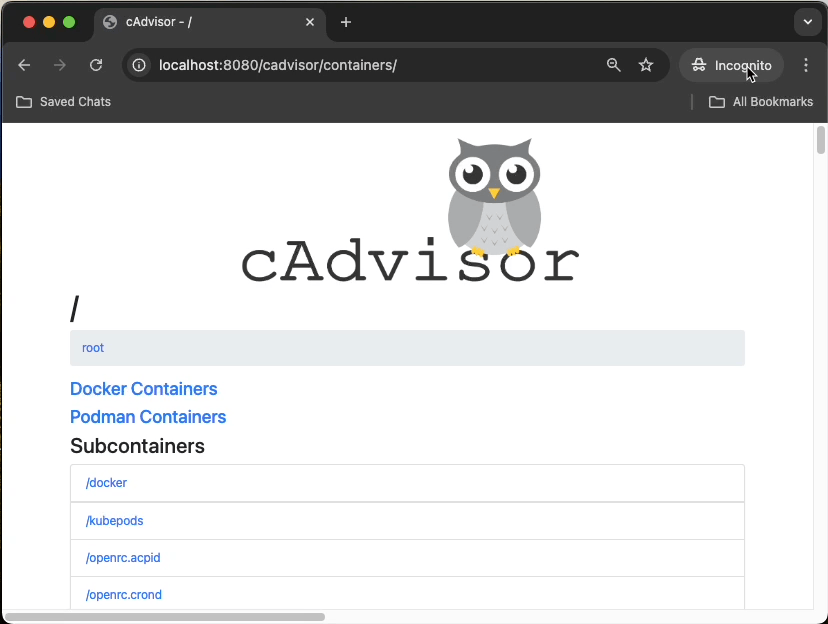 cAdvisor - /
localhost:8080/cadvisor/containers/
Incognito
Saved Chats
All Bookmarks
cAdvisor
/
root
Docker Containers
Podman Containers
Subcontainers
/docker
/kubepods
/openrc.acpid
/openrc.crond